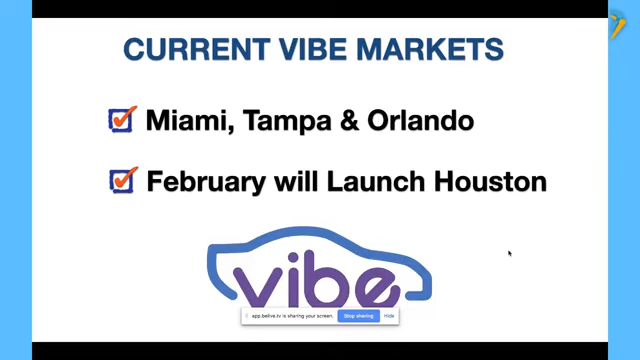 CURRENT VIBE MARKETS
Miami, Tampa & Orlando
February will Launch Houston
vibe
app.belive.tv is sharing your screen. Stop sharing Hide